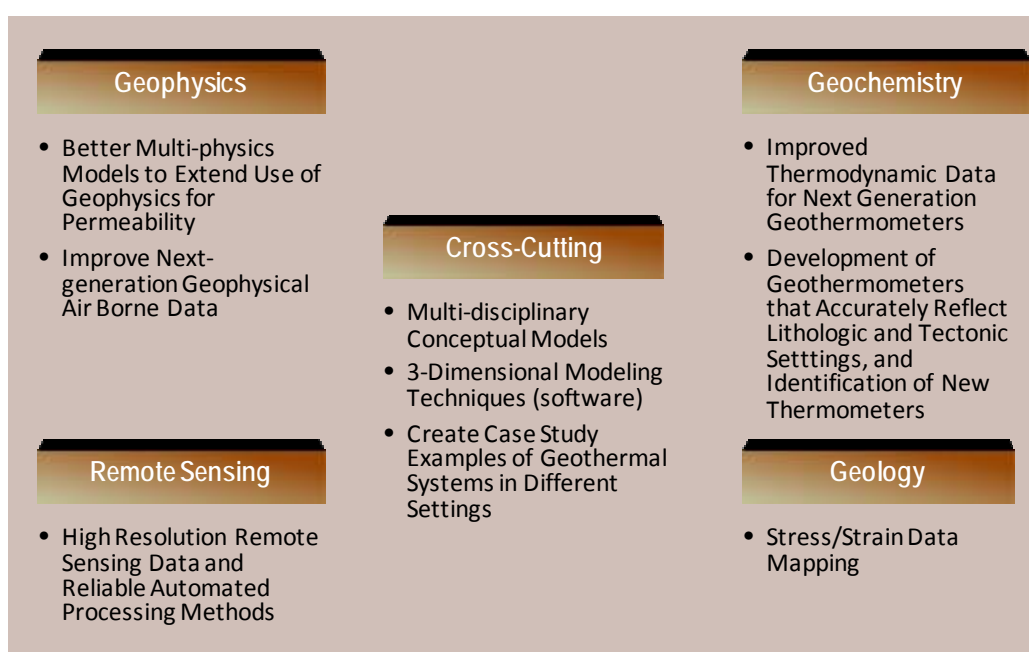 Geophysics
• Better Multi-physics
Models to Extend Use of
Geophysics for
Permeability
• Improve Next-
generation Geophysical
Air Borne Data
Remote Sensing
• High Resolution Remote
Sensing Data and
Reliable Automated
Processing Methods
Cross-Cutting
• Multi-disciplinary
Conceptual Models
• 3-Dimensional Modeling
Techniques (software)
• Create Case Study
Examples of Geothermal
Systems in Different
Settings
Geochemistry
• Improved
Thermodynamic Data
for Next Generation
Geothermometers
• Development of
Geothermometers
that Accurately Reflect
Lithologic and Tectonic
Setttings, and
Identification of New
Thermometers
Geology
• Stress/Strain Data
Mapping